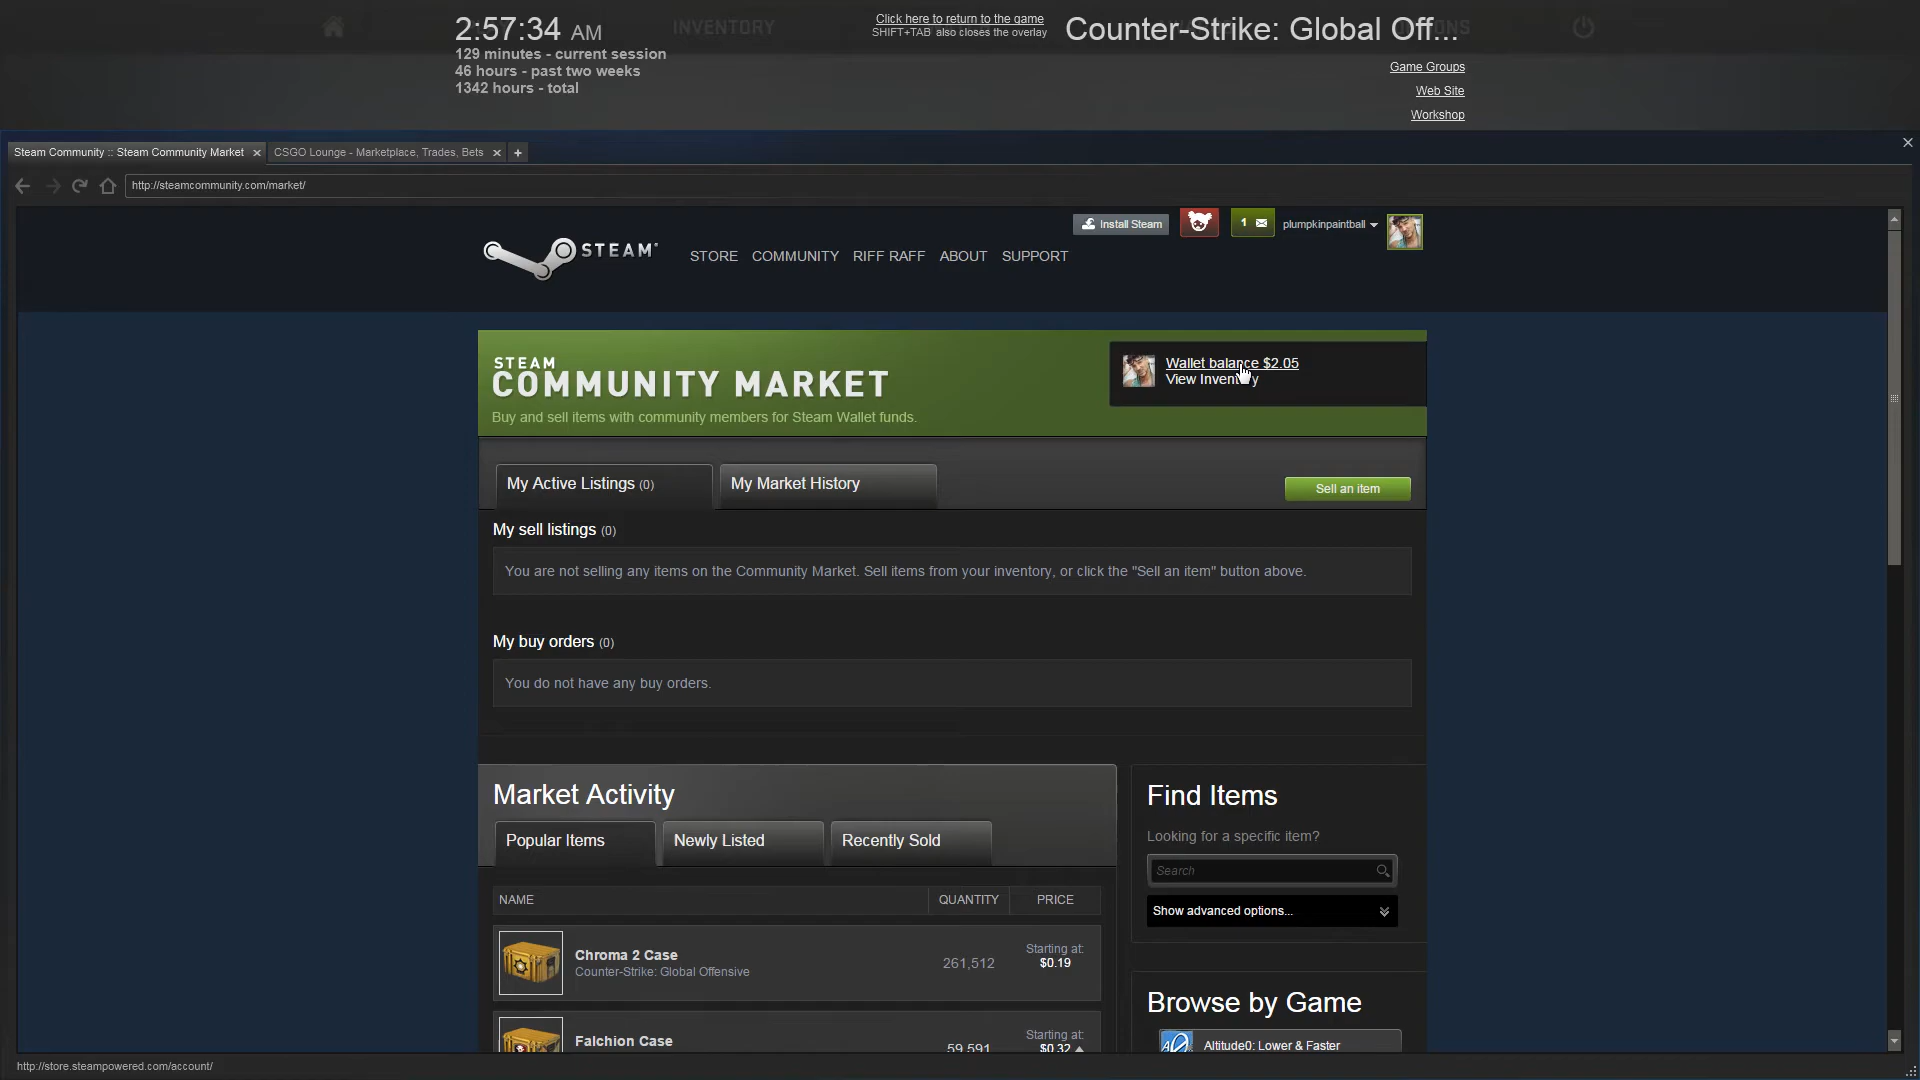 INVENTORY
2:57:34 AM
129 minutes - current session
46 hours - past two weeks
1342 hours - total
Click here to return to the game
SHIFT+TAB also closes the overlay
Counter-Strike: Global Off...
Game Groups
Web Site
Workshop
Steam Community :: Steam Community Market
CSGO Lounge - Marketplace, Trades, Bets
http://steamcommunity.com/market/
Install Steam
1
plumpkinpaintball
STEAM
STORE COMMUNITY RIFF RAFF ABOUT SUPPORT
STEAM
COMMUNITY MARKET
Buy and sell items with community members for Steam Wallet funds.
Wallet balance $2.05
View Inventory
My Active Listings (0)
My Market History
Sell an item
My sell listings (0)
You are not selling any items on the Community Market. Sell items from your inventory, or click the "Sell an item" button above.
My buy orders (0)
You do not have any buy orders.
Market Activity
Popular Items
Newly Listed
Recently Sold
NAME QUANTITY PRICE
Chroma 2 Case
Counter-Strike: Global Offensive
261,512
Starting at:
$0.19
Falchion Case
59,591
Starting at:
$0.32
Find Items
Looking for a specific item?
Search
Show advanced options...
Browse by Game
Altitude0: Lower & Faster
http://store.steampowered.com/account/